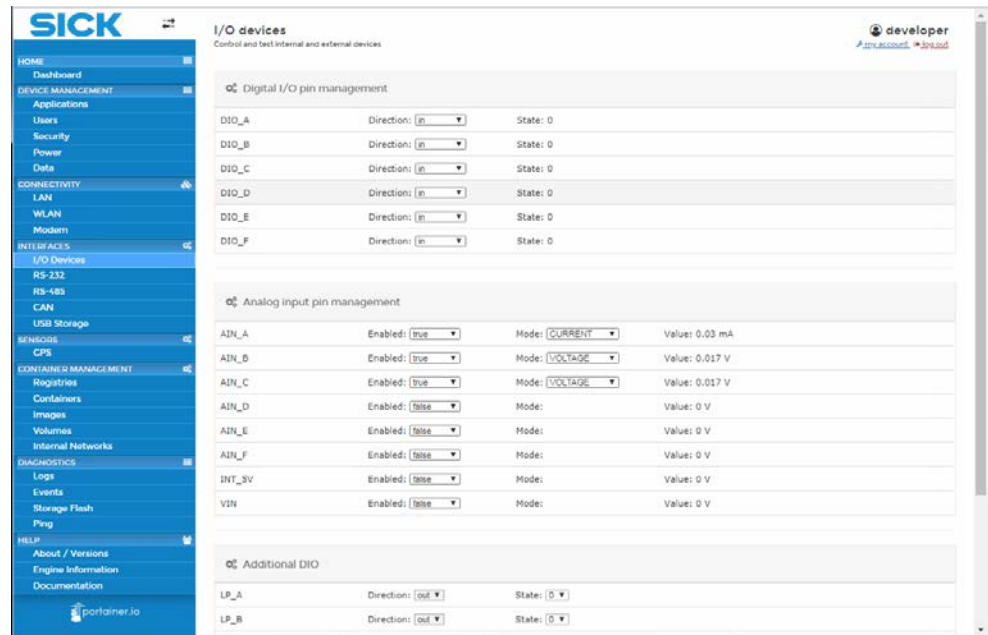 SICK
I/O devices
Control and test internal and external devices
developer
my account log out
HOME
Dashboard
DEVICE MANAGEMENT
Applications
Users
Security
Power
Data
CONNECTIVITY
LAN
WLAN
Modem
INTERFACES
I/O Devices
RS-232
RS-485
CAN
USB Storage
SENSORS
GPS
CONTAINER MANAGEMENT
Registries
Containers
Images
Volumes
Internal Networks
DIAGNOSTICS
Logs
Events
Storage Flash
Ping
HELP
About / Versions
Engine Information
Documentation
portainer.io
Digital I/O pin management
DIO_A Direction: in State: 0
DIO_B Direction: in State: 0
DIO_C Direction: in State: 0
DIO_D Direction: in State: 0
DIO_E Direction: in State: 0
DIO_F Direction: in State: 0
Analog input pin management
AIN_A Enabled: true Mode: CURRENT Value: 0.03 mA
AIN_B Enabled: true Mode: VOLTAGE Value: 0.017 V
AIN_C Enabled: true Mode: VOLTAGE Value: 0.017 V
AIN_D Enabled: false Mode: Value: 0 V
AIN_E Enabled: false Mode: Value: 0 V
AIN_F Enabled: false Mode: Value: 0 V
INT_5V Enabled: false Mode: Value: 0 V
VIN Enabled: false Mode: Value: 0 V
Additional DIO
LP_A Direction: out State: 0
LP_B Direction: out State: 0